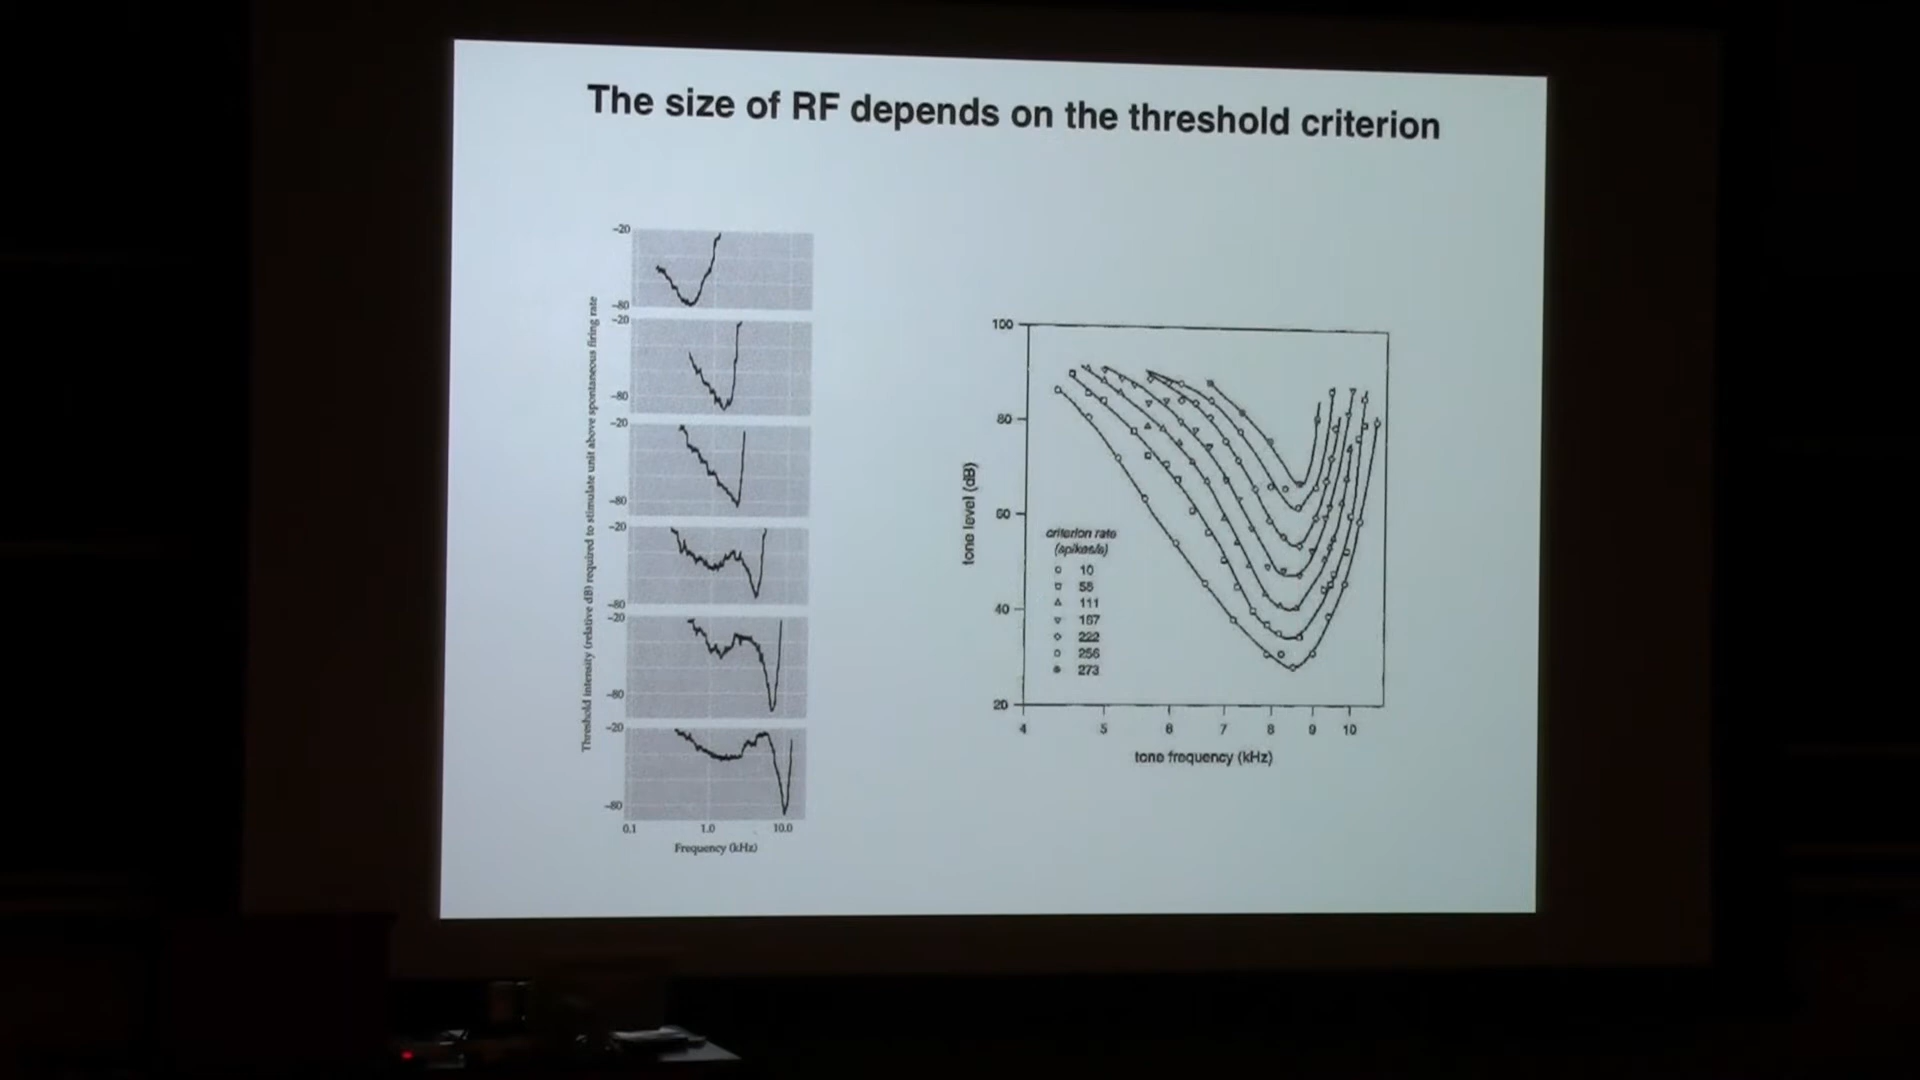 The size of RF depends on the threshold criterion
Threshold intensity (relative dB) required to stimulate unit above spontaneous firing rate
-20
-80
-20
-80
-20
-80
-20
-80
-20
-80
-20
-80
0.1 1.0 10.0
Frequency (kHz)
100
80
60
40
20
tone level (dB)
criterion rate
(spikes/s)
10
55
111
167
222
256
273
4 5 6 7 8 9 10
tone frequency (kHz)